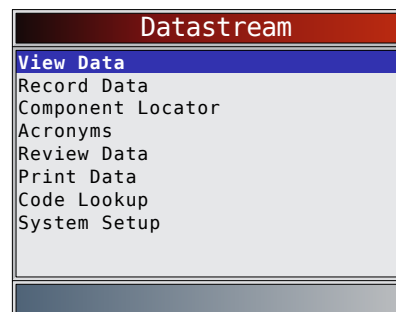 Datastream
View Data
Record Data
Component Locator
Acronyms
Review Data
Print Data
Code Lookup
System Setup